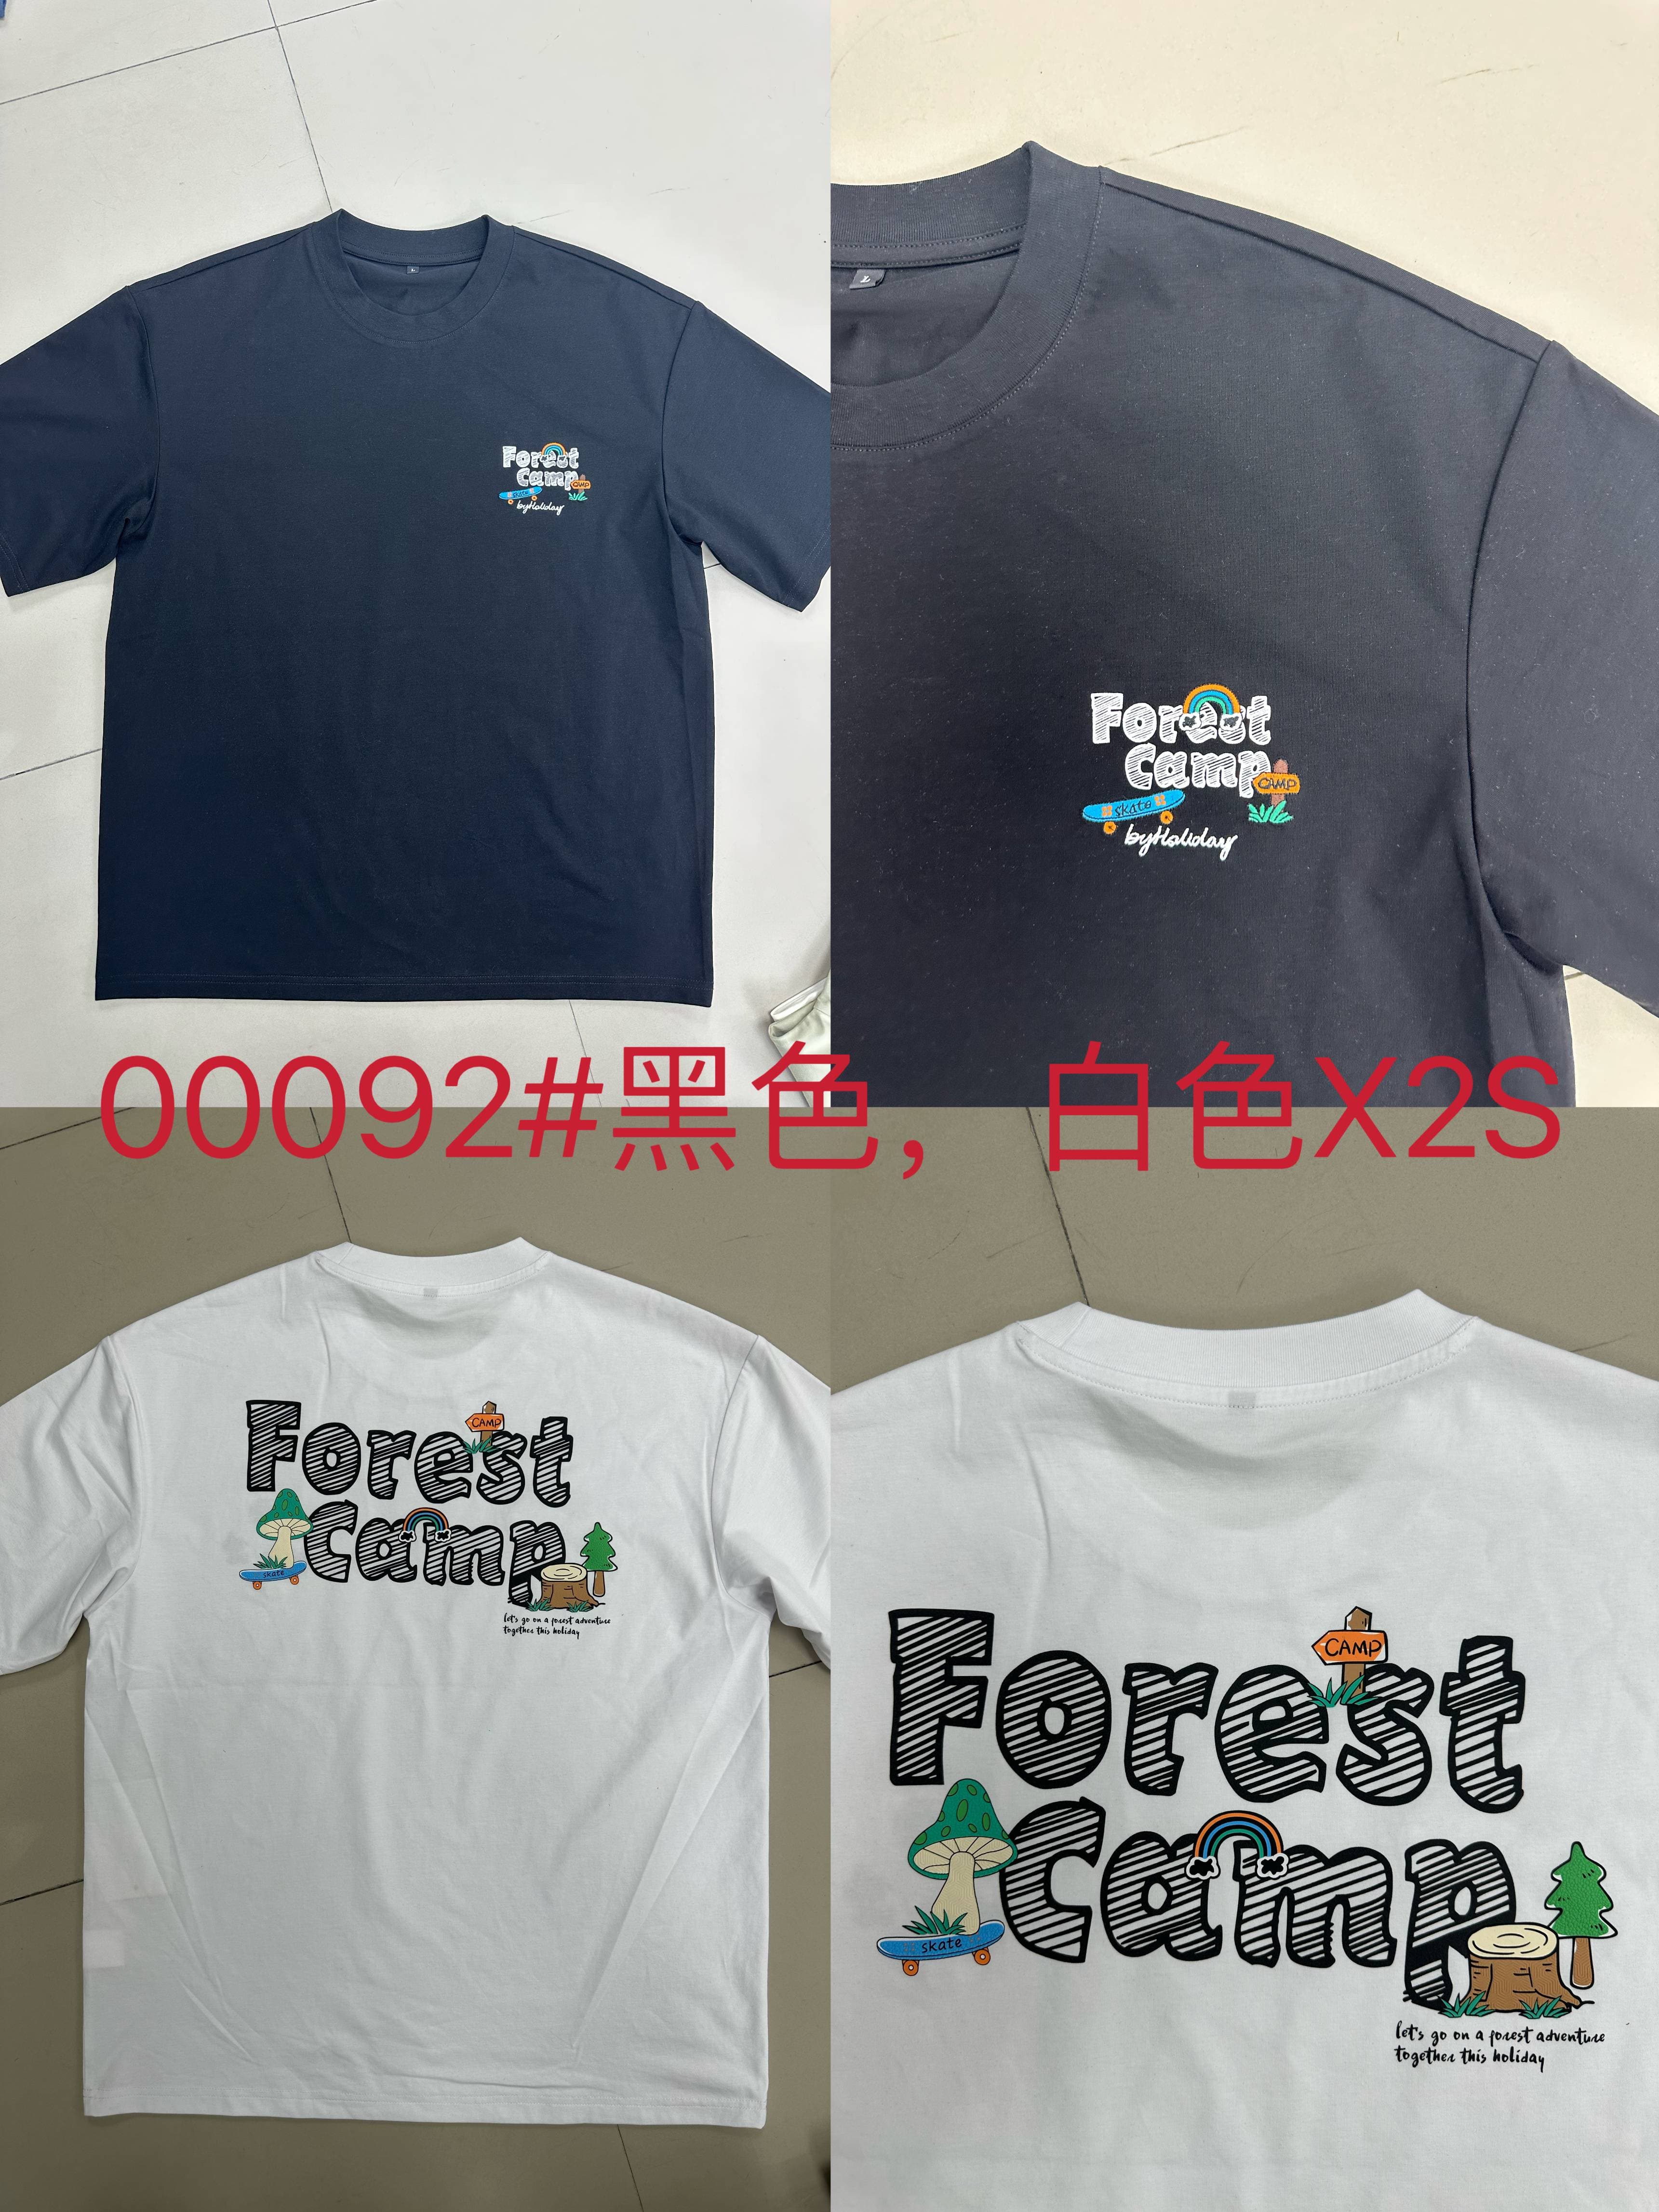 L
Forest
Camp
CAMP
skate
byHoliday
L
Forest
Camp
CAMP
skate
byHoliday
00092#黑色，白色X2S
Forest
CAMP
Camp
skate
let's go on a forest adventure
together this holiday
Forest
CAMP
Camp
skate
let's go on a forest adventure
together this holiday